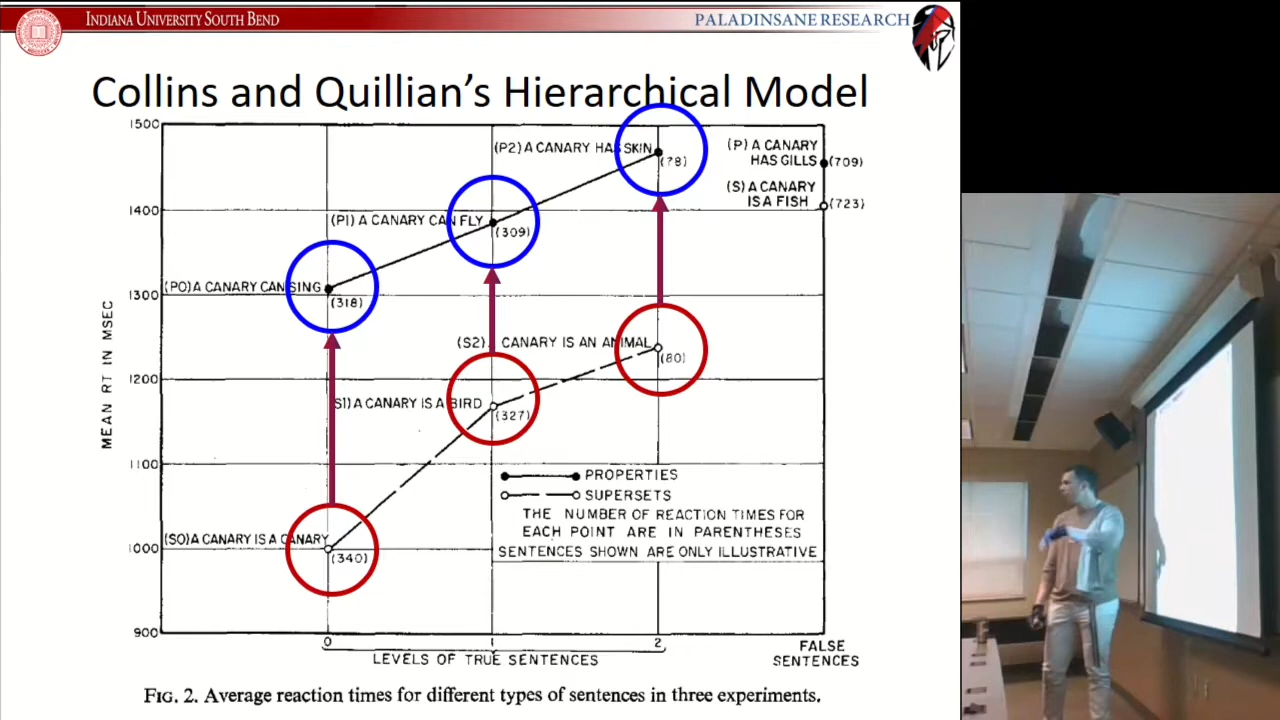 INDIANA UNIVERSITY SOUTH BEND
PALADINSANE RESEARCH
Collins and Quillian's Hierarchical Model
1500
1400
1300
1200
1100
1000
900
MEAN RT IN MSEC
(P2) A CANARY HAS SKIN
(78)
(P) A CANARY
HAS GILLS
(709)
(S) A CANARY
IS A FISH
(723)
(P1) A CANARY CAN FLY
(309)
(P0) A CANARY CAN SING
(318)
(S2) CANARY IS AN ANIMAL
(80)
S1) A CANARY IS A BIRD
(327)
(S0) A CANARY IS A CANARY
(340)
PROPERTIES
SUPERSETS
THE NUMBER OF REACTION TIMES FOR
EACH POINT ARE IN PARENTHESES
SENTENCES SHOWN ARE ONLY ILLUSTRATIVE
0 1 2
LEVELS OF TRUE SENTENCES
FALSE
SENTENCES
FIG. 2. Average reaction times for different types of sentences in three experiments.